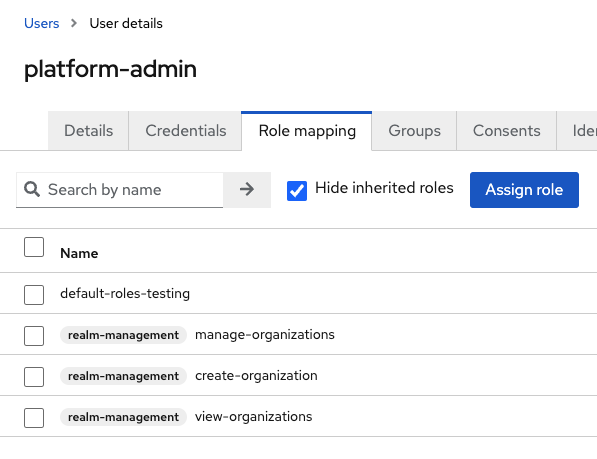 Users > User details
platform-admin
Details Credentials Role mapping Groups Consents Ide
Search by name Hide inherited roles Assign role
Name
default-roles-testing
realm-management manage-organizations
realm-management create-organization
realm-management view-organizations